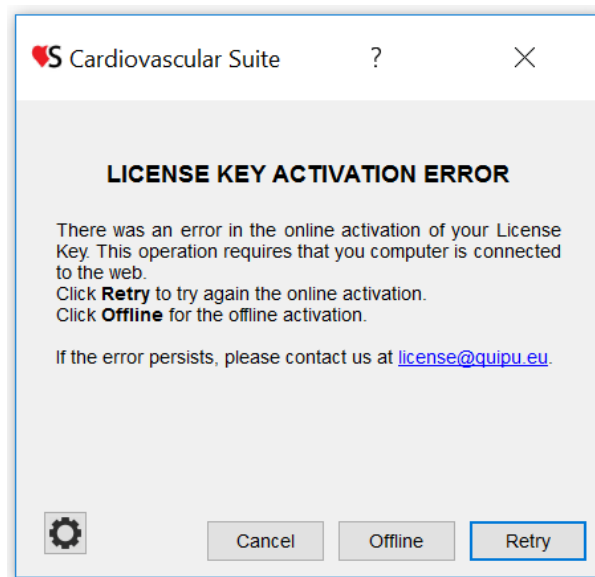 S Cardiovascular Suite ?
LICENSE KEY ACTIVATION ERROR
There was an error in the online activation of your License
Key. This operation requires that you computer is connected
to the web.
Click Retry to try again the online activation.
Click Offline for the offline activation.
If the error persists, please contact us at license@quipu.eu.
Cancel Offline Retry